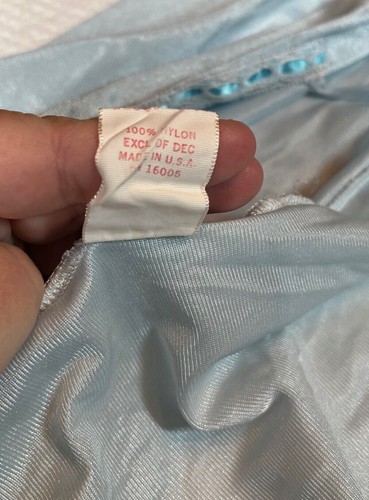 100% NYLON
EXCL OF DEC
MADE IN U.S.A.
16005